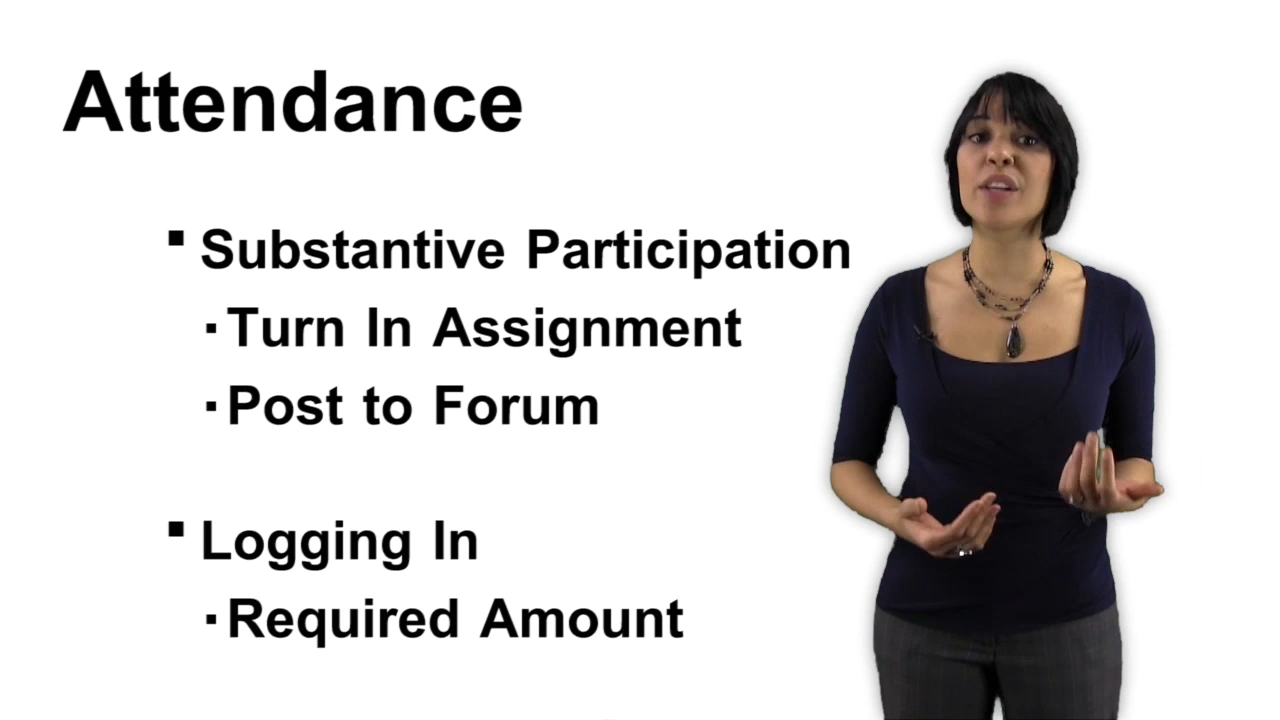 Attendance
Substantive Participation
Turn In Assignment
Post to Forum
Logging In
Required Amount